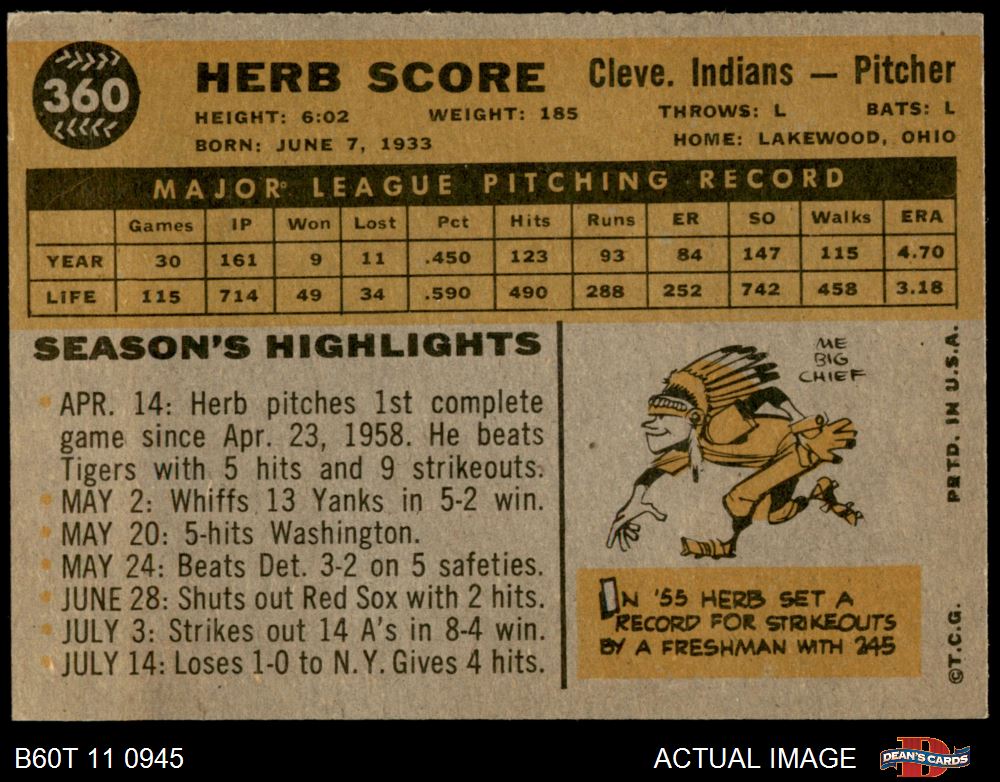 360
HERB SCORE Cleve. Indians — Pitcher
HEIGHT: 6:02 WEIGHT: 185 THROWS: L BATS: L
BORN: JUNE 7, 1933 HOME: LAKEWOOD, OHIO
MAJOR LEAGUE PITCHING RECORD
Games IP Won Lost Pct Hits Runs ER SO Walks ERA
YEAR 30 161 9 11 .450 123 93 84 147 115 4.70
LIFE 115 714 49 34 .590 490 288 252 742 458 3.18
SEASON'S HIGHLIGHTS
APR. 14: Herb pitches 1st complete
game since Apr. 23, 1958. He beats
Tigers with 5 hits and 9 strikeouts.
MAY 2: Whiffs 13 Yanks in 5-2 win.
MAY 20: 5-hits Washington.
MAY 24: Beats Det. 3-2 on 5 safeties.
JUNE 28: Shuts out Red Sox with 2 hits.
JULY 3: Strikes out 14 A's in 8-4 win.
JULY 14: Loses 1-0 to N.Y. Gives 4 hits.
ME
BIG
CHIEF
IN '55 HERB SET A
RECORD FOR STRIKEOUTS
BY A FRESHMAN WITH 245
©T.C.G. PRTD. IN U.S.A.
B60T 11 0945 ACTUAL IMAGE DEAN'S CARDS